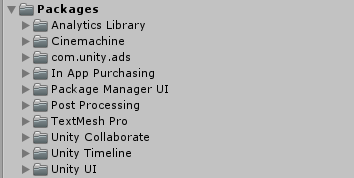 Packages
Analytics Library
Cinemachine
com.unity.ads
In App Purchasing
Package Manager UI
Post Processing
TextMesh Pro
Unity Collaborate
Unity Timeline
Unity UI